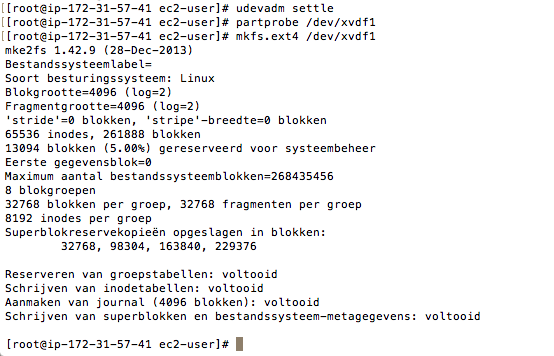 [[root@ip-172-31-57-41 ec2-user]# udevadm settle
[[root@ip-172-31-57-41 ec2-user]# partprobe /dev/xvdf1
[[root@ip-172-31-57-41 ec2-user]# mkfs.ext4 /dev/xvdf1
mke2fs 1.42.9 (28-Dec-2013)
Bestandssysteemlabel=
Soort besturingssysteem: Linux
Blokgrootte=4096 (log=2)
Fragmentgrootte=4096 (log=2)
'stride'=0 blokken, 'stripe'-breedte=0 blokken
65536 inodes, 261888 blokken
13094 blokken (5.00%) gereserveerd voor systeembeheer
Eerste gegevensblok=0
Maximum aantal bestandssysteemblokken=268435456
8 blokgroepen
32768 blokken per groep, 32768 fragmenten per groep
8192 inodes per groep
Superblokreservekopieën opgeslagen in blokken:
32768, 98304, 163840, 229376
Reserveren van groepstabellen: voltooid
Schrijven van inodetabellen: voltooid
Aanmaken van journal (4096 blokken): voltooid
Schrijven van superblokken en bestandssysteem-metagegevens: voltooid
[root@ip-172-31-57-41 ec2-user]#